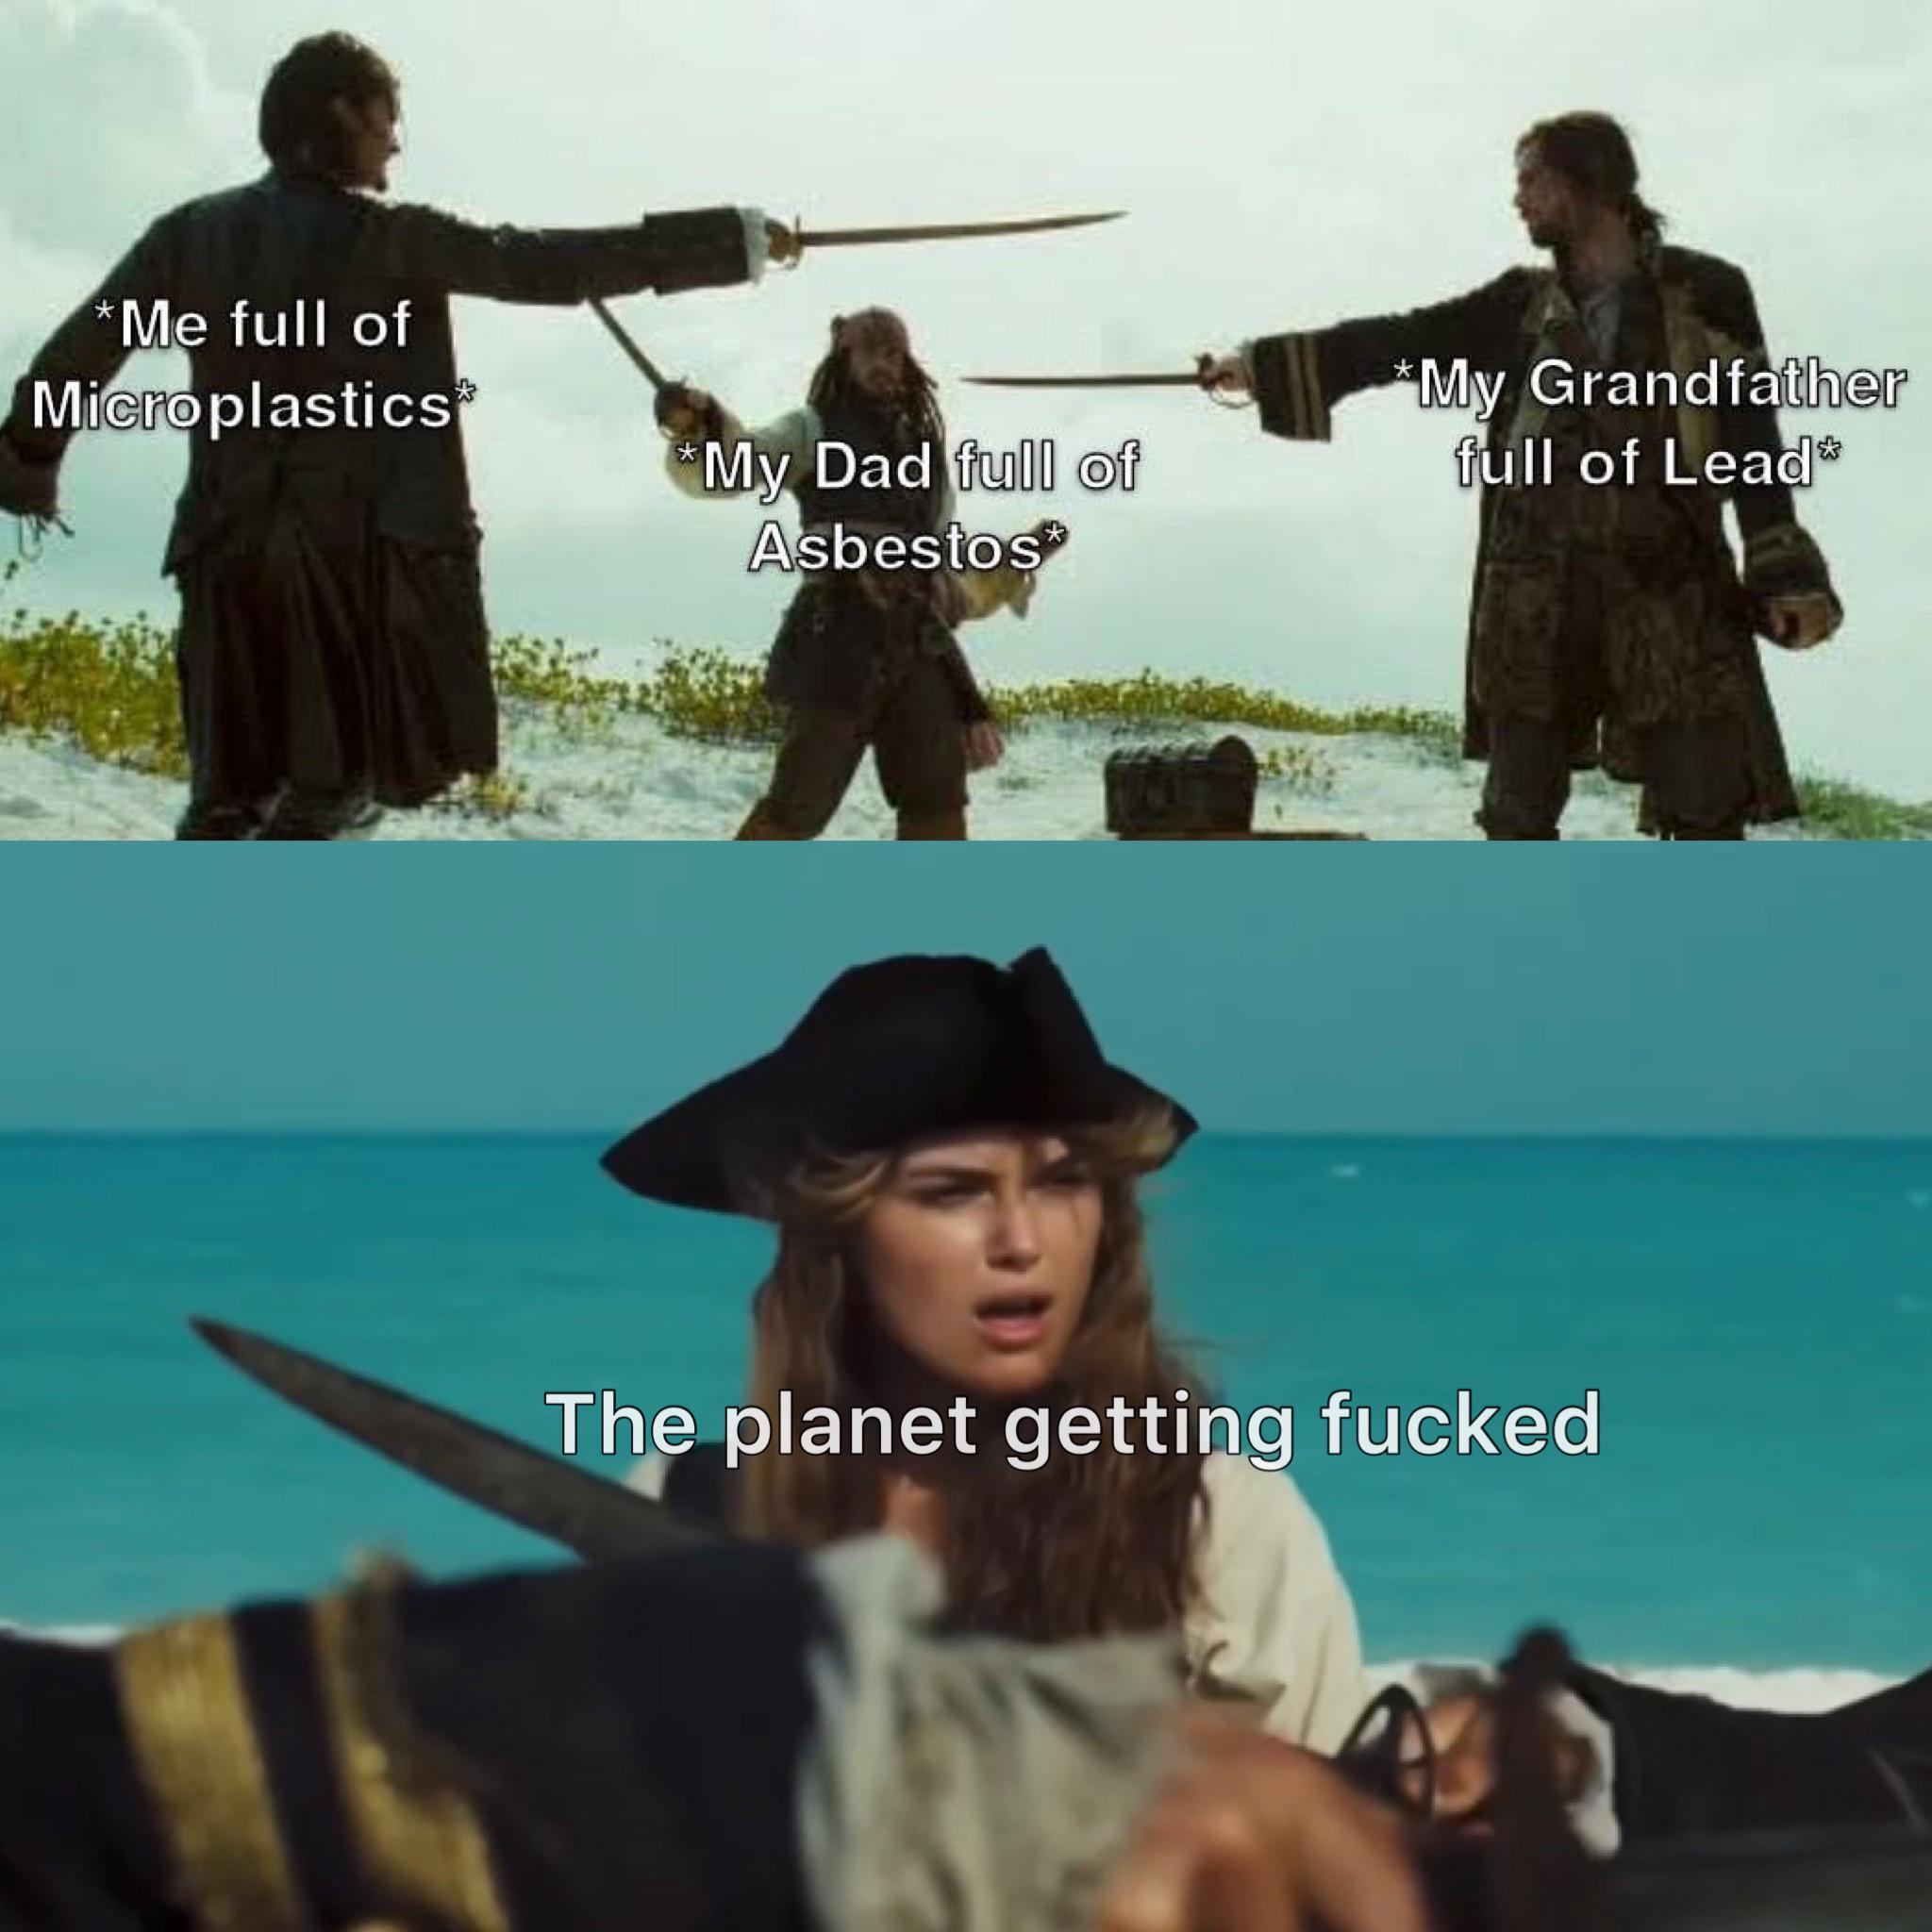 *Me full of
Microplastics*
*My Dad full of
Asbestos*
*My Grandfather
full of Lead*
The planet getting fucked